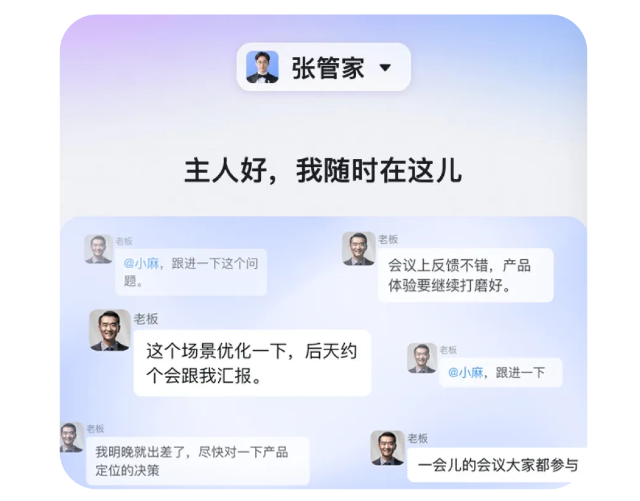 张管家
主人好，我随时在这儿
老板
@小麻，跟进一下这个问
题。
老板
会议上反馈不错，产品
体验要继续打磨好。
老板
这个场景优化一下，后天约
个会跟我汇报。
老板
@小麻，跟进一下
老板
我明晚就出差了，尽快对一下产品
定位的决策
老板
一会儿的会议大家都参与